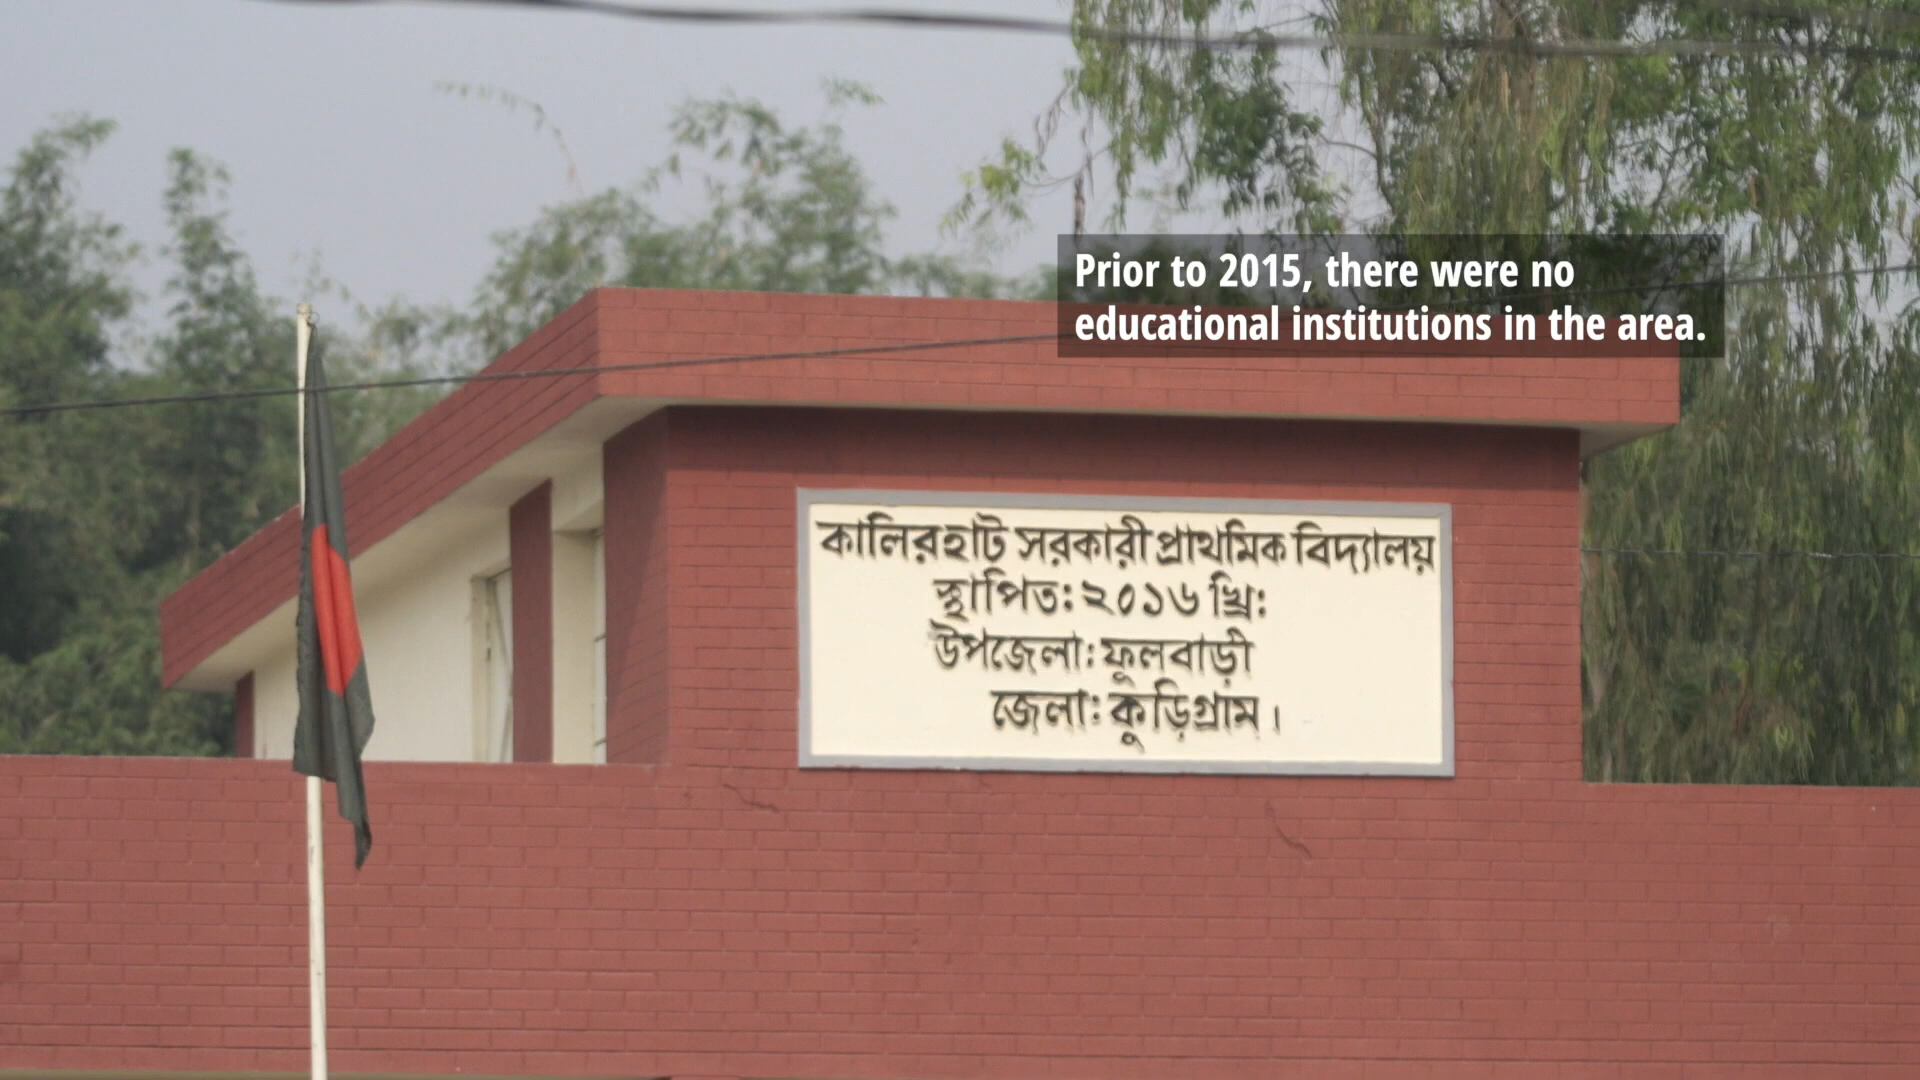 Prior to 2015, there were no
educational institutions in the area.
কালিরহাট সরকারী প্রাথমিক বিদ্যালয়
স্থাপিত: ২০১৬ খ্রি:
উপজেলা: ফুলবাড়ী
জেলা: কুড়িগ্রাম।